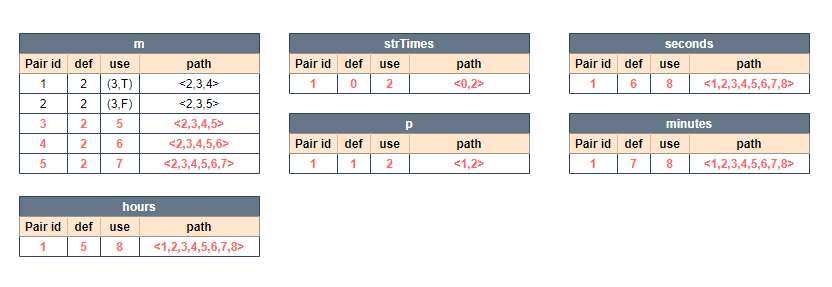 m
Pair id def use path
1 2 (3,T) <2,3,4>
2 2 (3,F) <2,3,5>
3 2 5 <2,3,4,5>
4 2 6 <2,3,4,5,6>
5 2 7 <2,3,4,5,6,7>
strTimes
Pair id def use path
1 0 2 <0,2>
seconds
Pair id def use path
1 6 8 <1,2,3,4,5,6,7,8>
p
Pair id def use path
1 1 2 <1,2>
minutes
Pair id def use path
1 7 8 <1,2,3,4,5,6,7,8>
hours
Pair id def use path
1 5 8 <1,2,3,4,5,6,7,8>